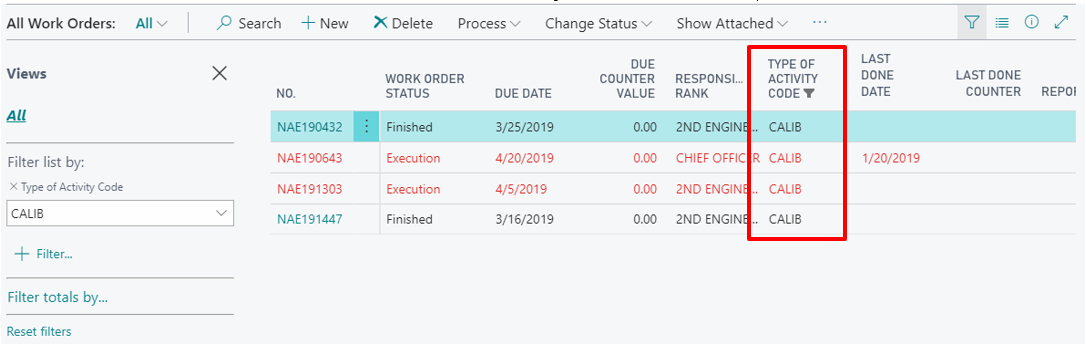 All Work Orders: All Search New Delete Process Change Status Show Attached ...
Views
All
Filter list by:
× Type of Activity Code
CALIB
Filter...
Filter totals by...
Reset filters
NO. WORK ORDER STATUS DUE DATE DUE COUNTER VALUE RESPONSI... RANK TYPE OF ACTIVITY CODE LAST DONE DATE LAST DONE COUNTER REPOR
NAE190432 Finished 3/25/2019 0.00 2ND ENGINE... CALIB
NAE190643 Execution 4/20/2019 0.00 CHIEF OFFICER CALIB 1/20/2019
NAE191303 Execution 4/5/2019 0.00 2ND ENGINE... CALIB
NAE191447 Finished 3/16/2019 0.00 2ND ENGINE... CALIB